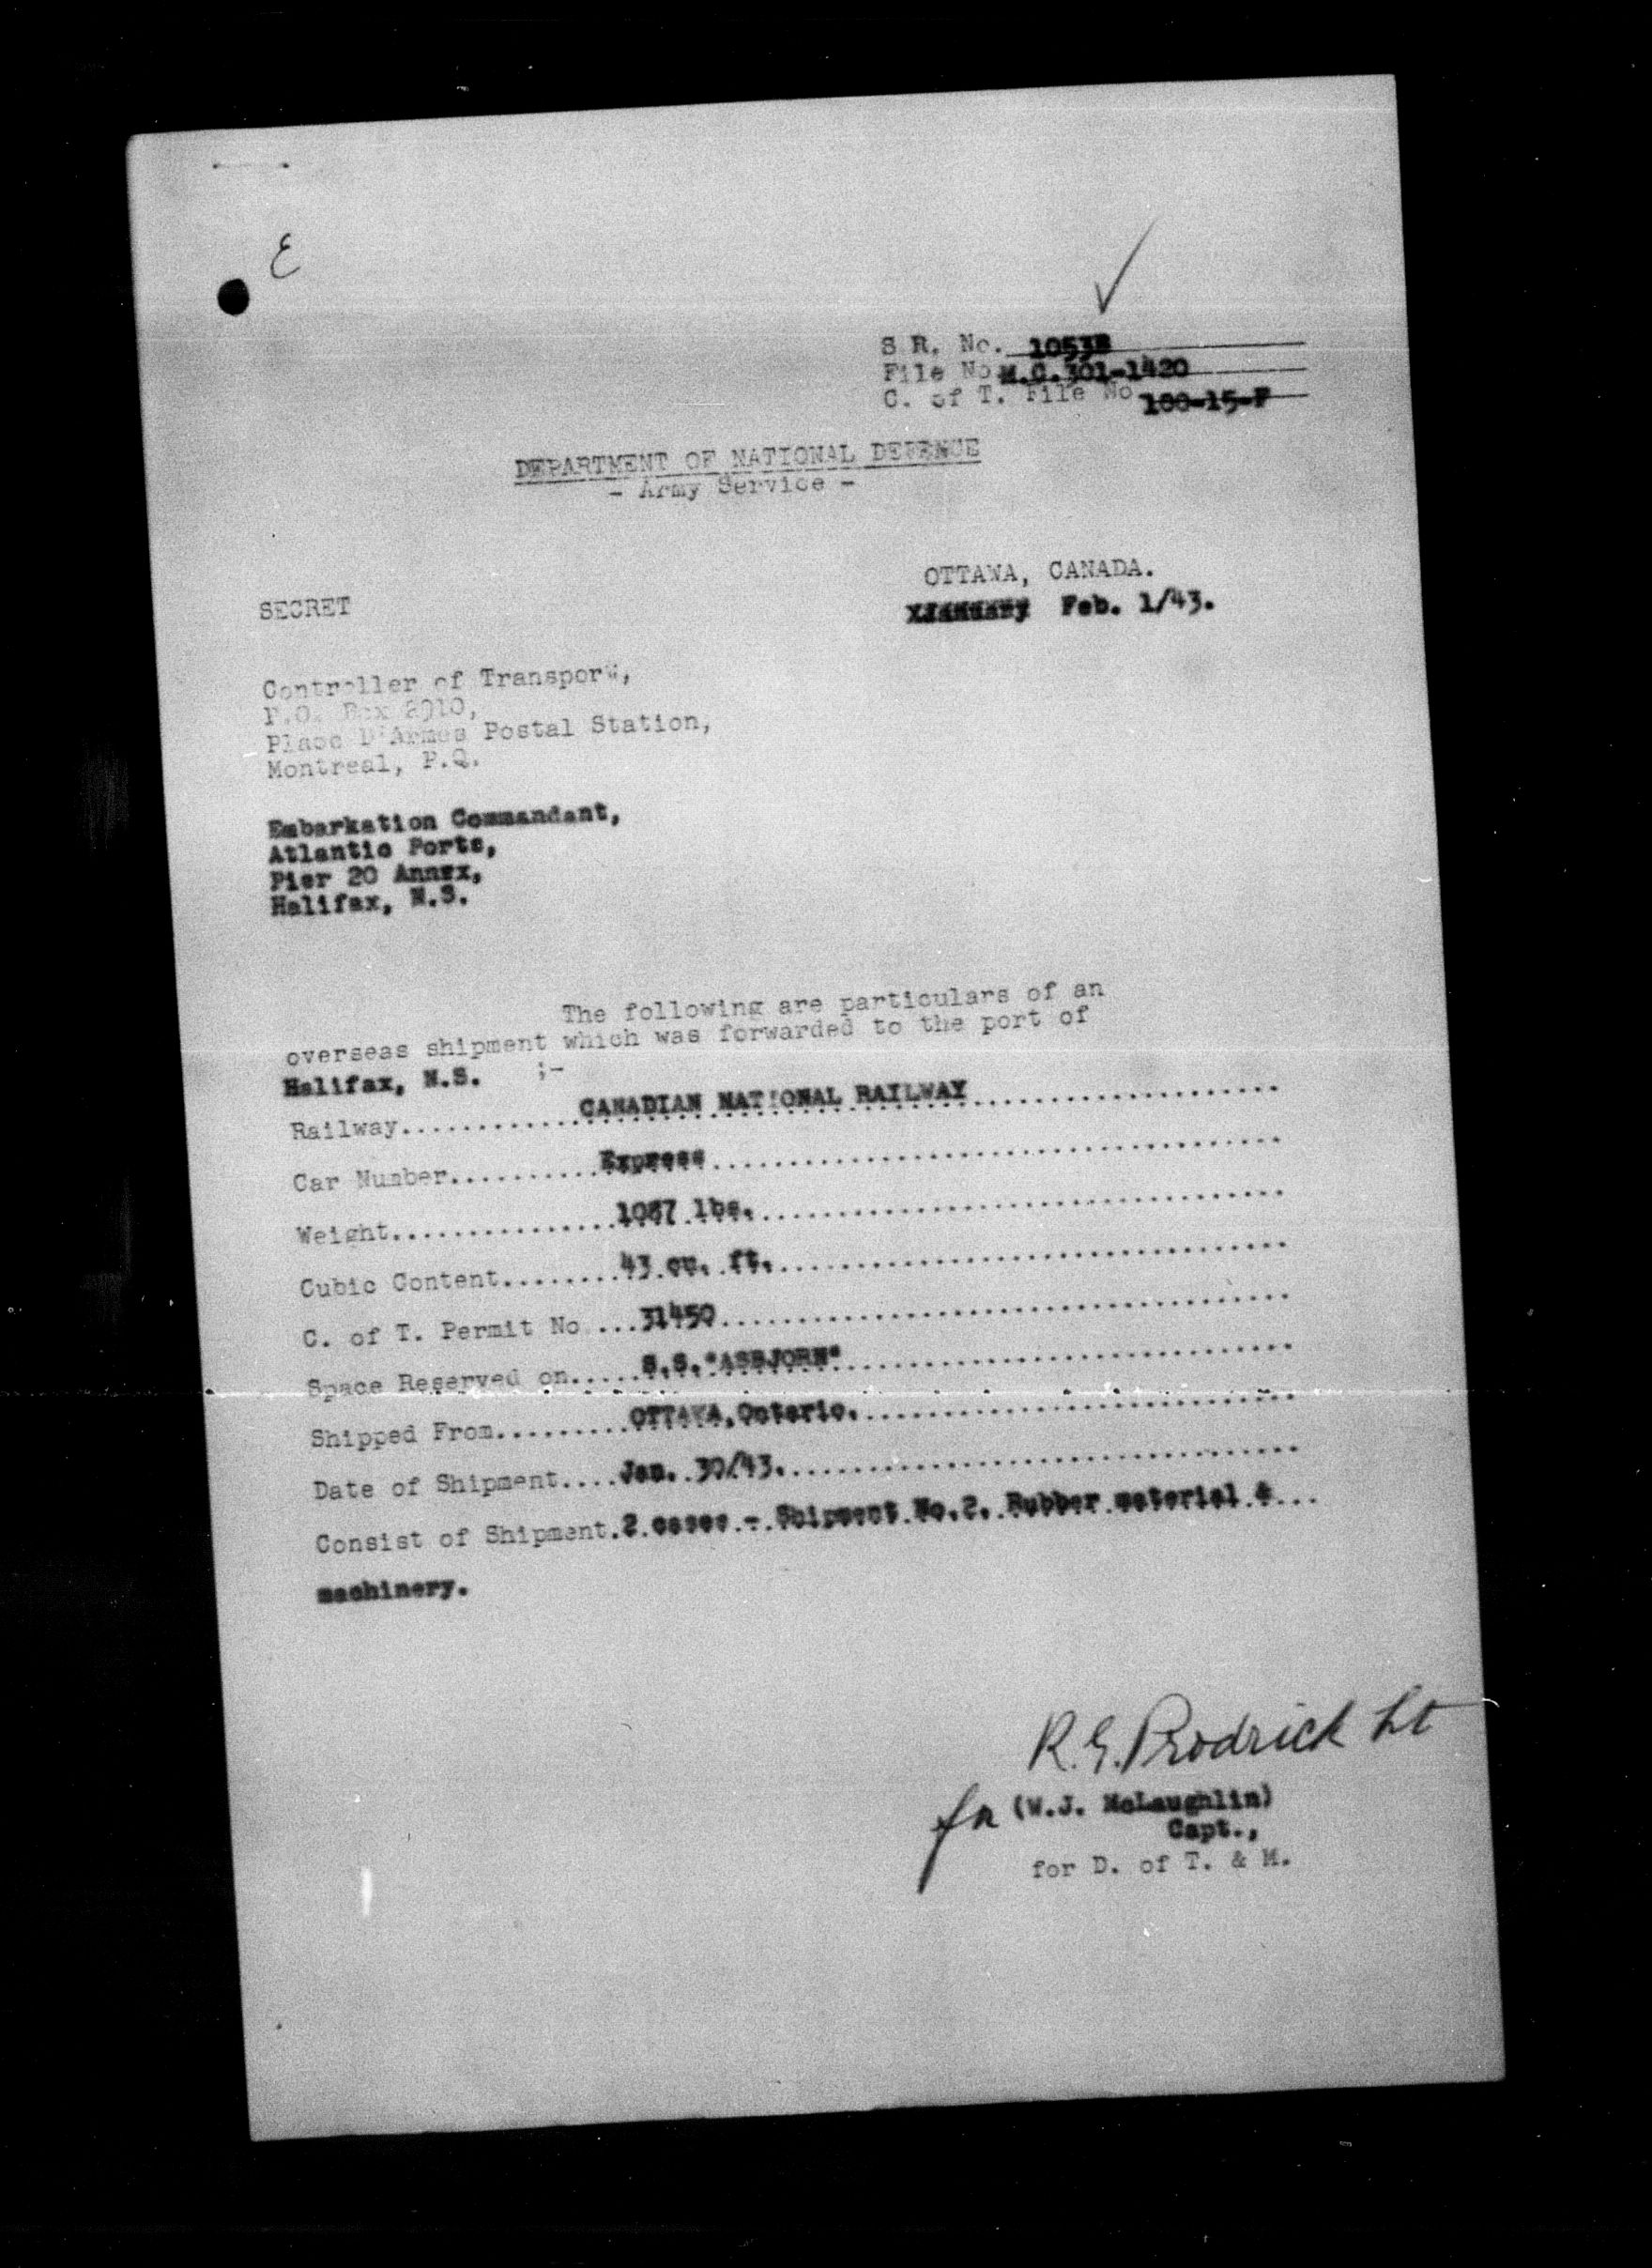 E
S R. No. 1053B
File No M.C.301-1420
C. of T. File No 100-15-F
DEPARTMENT OF NATIONAL DEFENCE
- Army Service -
OTTAWA, CANADA.
SECRET
Feb. 1/43.
Controller of Transport,
P.O. Box 2910,
Place D'Armes Postal Station,
Montreal, P.Q.
Embarkation Commandant,
Atlantic Ports,
Pier 20 Annex,
Halifax, N.S.
The following are particulars of an
overseas shipment which was forwarded to the port of
Halifax, N.S. :-
Railway...........CANADIAN NATIONAL RAILWAY....................
Car Number..........Express.....................................
Weight...............1087 lbs...................................
Cubic Content........43 cu. ft..................................
C. of T. Permit No ...31450.....................................
Space Reserved on.....S.S."ASBJORN".............................
Shipped From.........OTTAWA,Ontario.............................
Date of Shipment....Jan. 30/43..................................
Consist of Shipment.2 cases - Shipment No.2. Rubber material &...
machinery.
R.G. Brodrick Lt
for (W.J. McLaughlin)
Capt.,
for D. of T. & M.